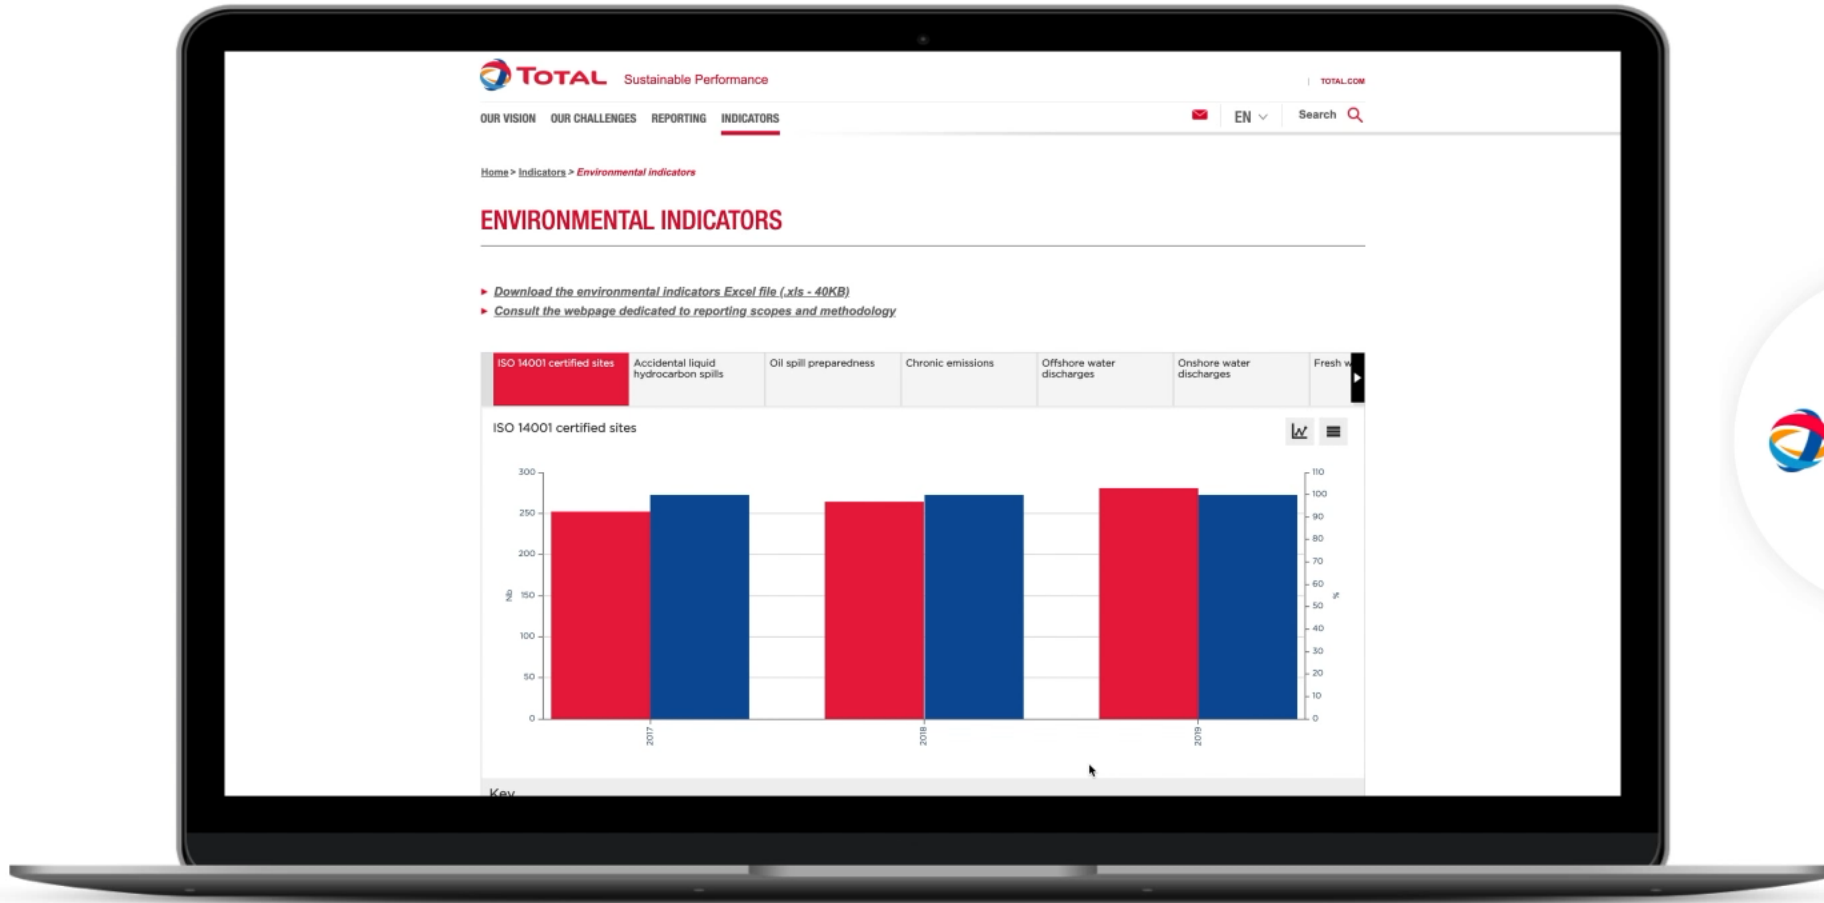 TOTAL Sustainable Performance
TOTAL.COM
OUR VISION OUR CHALLENGES REPORTING INDICATORS
EN Search
Home > Indicators > Environmental indicators
ENVIRONMENTAL INDICATORS
Download the environmental indicators Excel file (.xls - 40KB)
Consult the webpage dedicated to reporting scopes and methodology
ISO 14001 certified sites
Accidental liquid
hydrocarbon spills
Oil spill preparedness
Chronic emissions
Offshore water
discharges
Onshore water
discharges
Fresh w
ISO 14001 certified sites
300
250
200
150
100
50
0
Nb
110
100
90
80
70
60
50
40
30
20
10
0
%
2017
2018
2019
Key